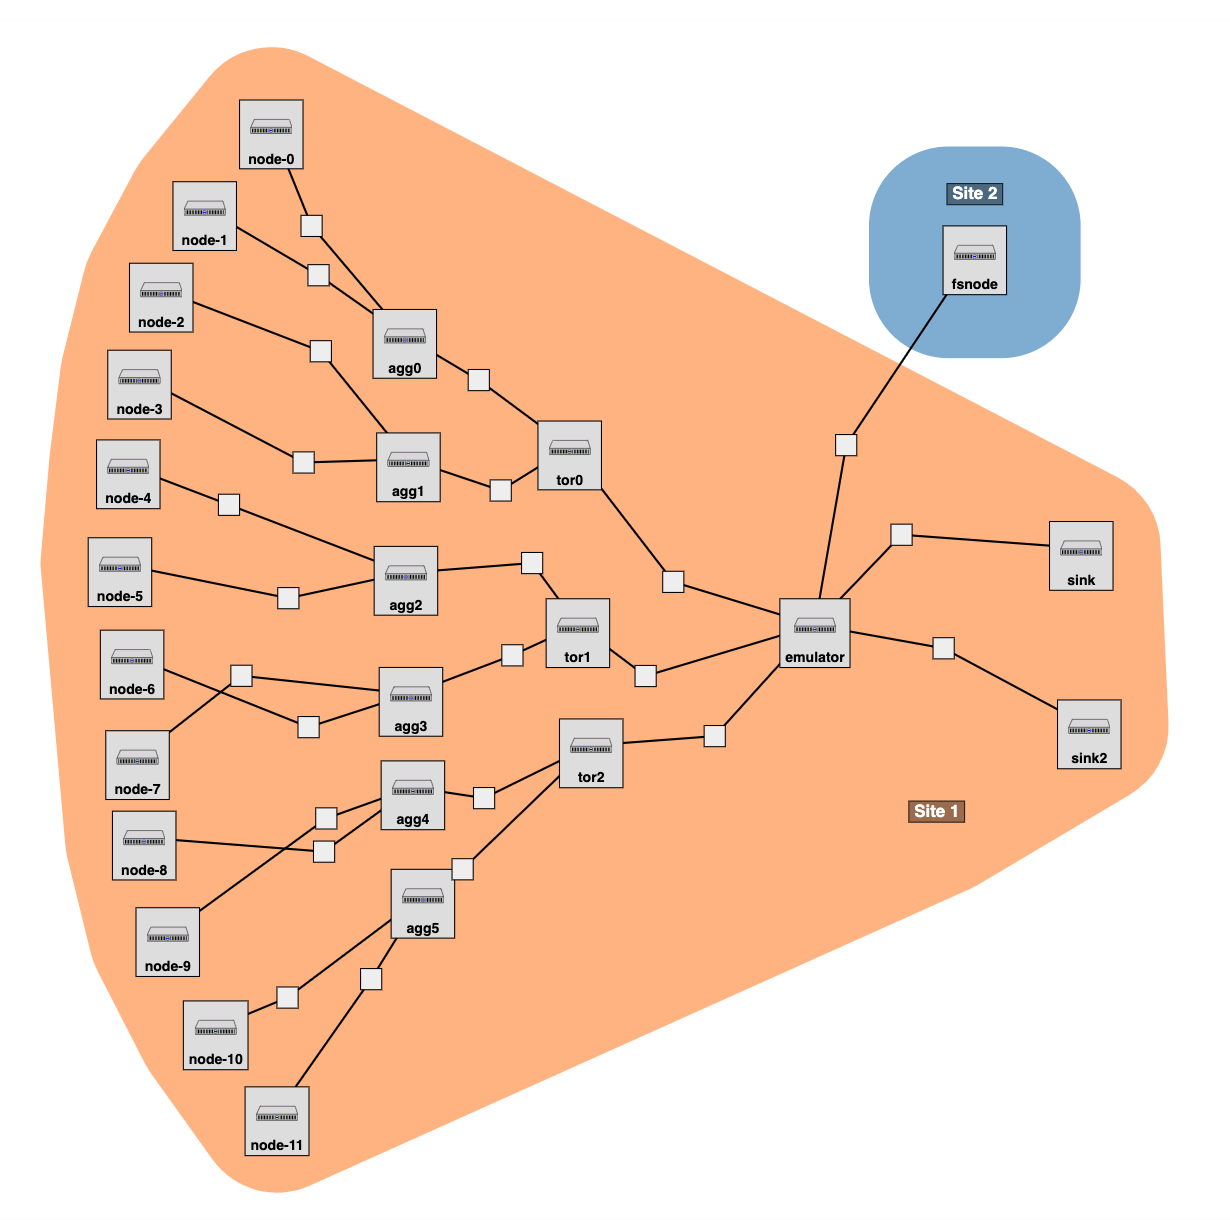 node-0
node-1
Site 2
fsnode
node-2
agg0
node-3
tor0
agg1
node-4
sink
node-5
agg2
tor1
emulator
node-6
agg3
sink2
tor2
node-7
agg4
Site 1
node-8
agg5
node-9
node-10
node-11